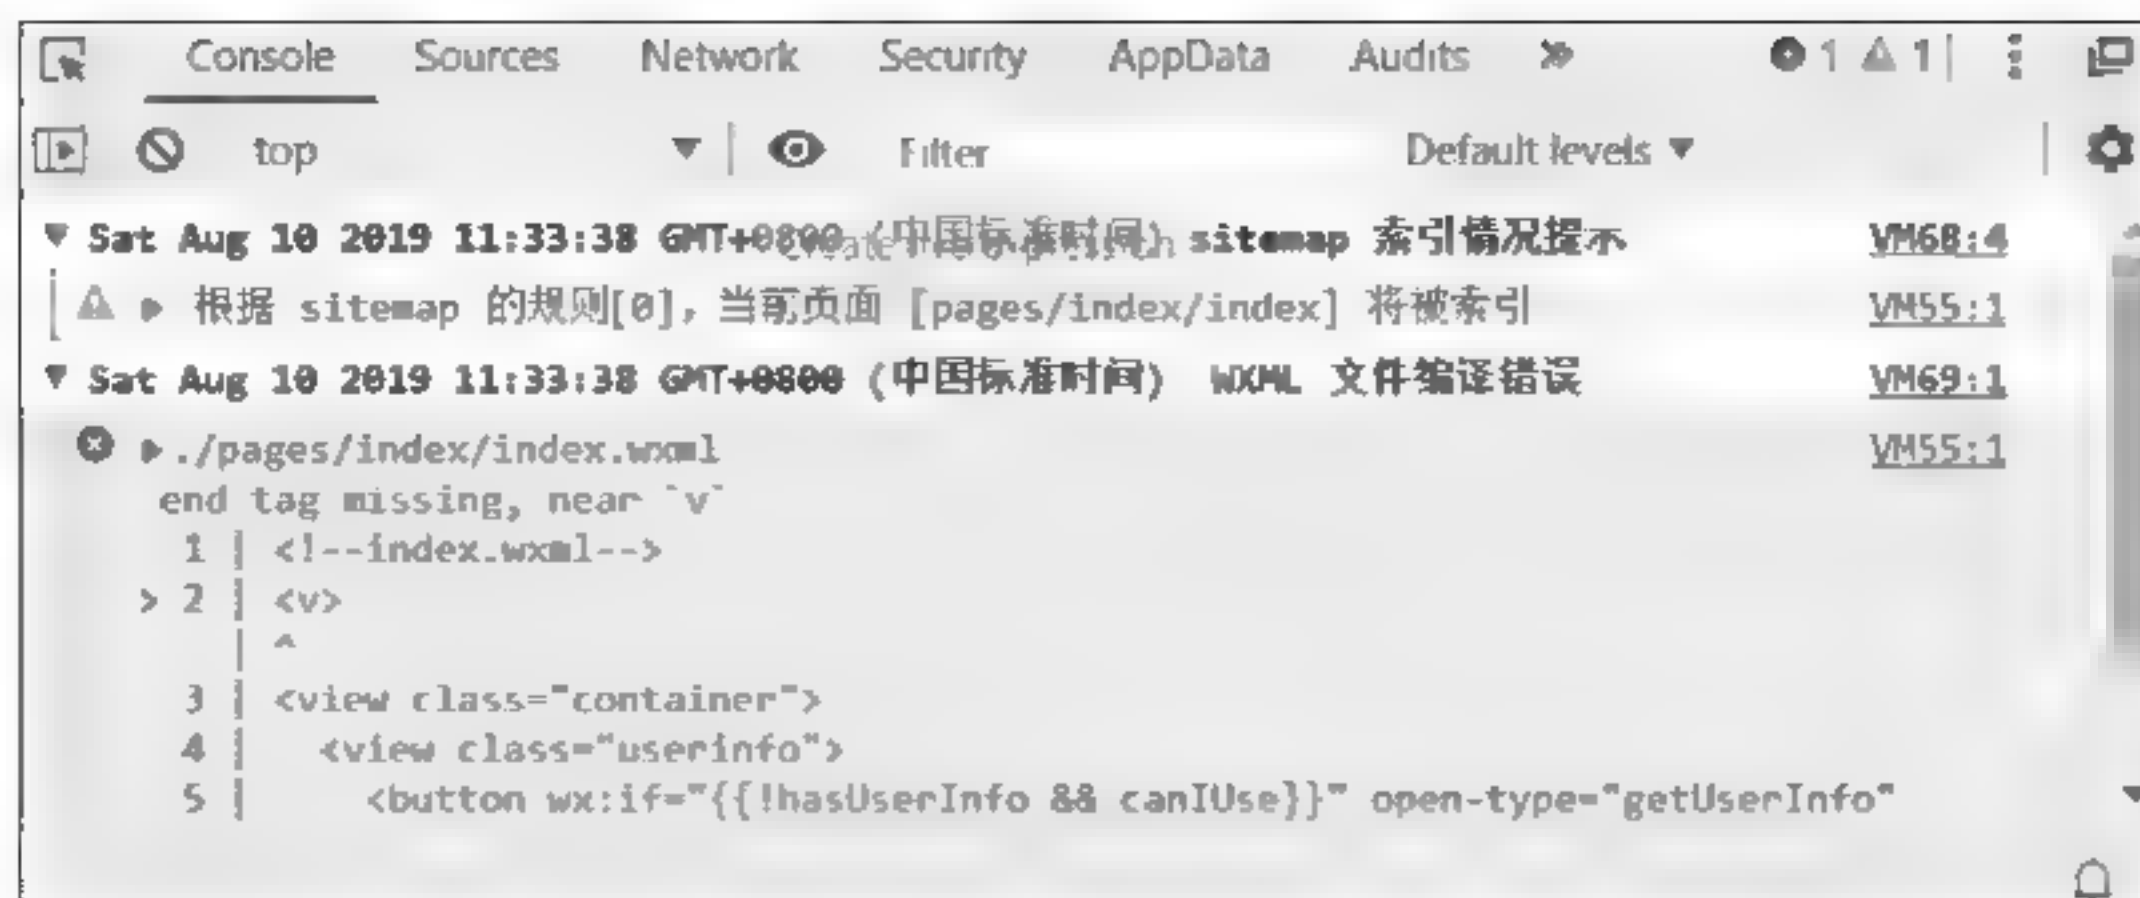 Console Sources Network Security AppData Audits » 1 1
top Filter Default levels
Sat Aug 10 2019 11:33:38 GMT+0800 (中国标准时间) sitemap 索引情况提示 VM68:4
根据 sitemap 的规则[0]，当前页面 [pages/index/index] 将被索引 VM55:1
Sat Aug 10 2019 11:33:38 GMT+0800 (中国标准时间) WXML 文件编译错误 VM69:1
./pages/index/index.wxml VM55:1
end tag missing, near `v`
1 | <!--index.wxml-->
> 2 | <v>
| ^
3 | <view class="container">
4 | <view class="userinfo">
5 | <button wx:if="{{!hasUserInfo && canIUse}}" open-type="getUserInfo"